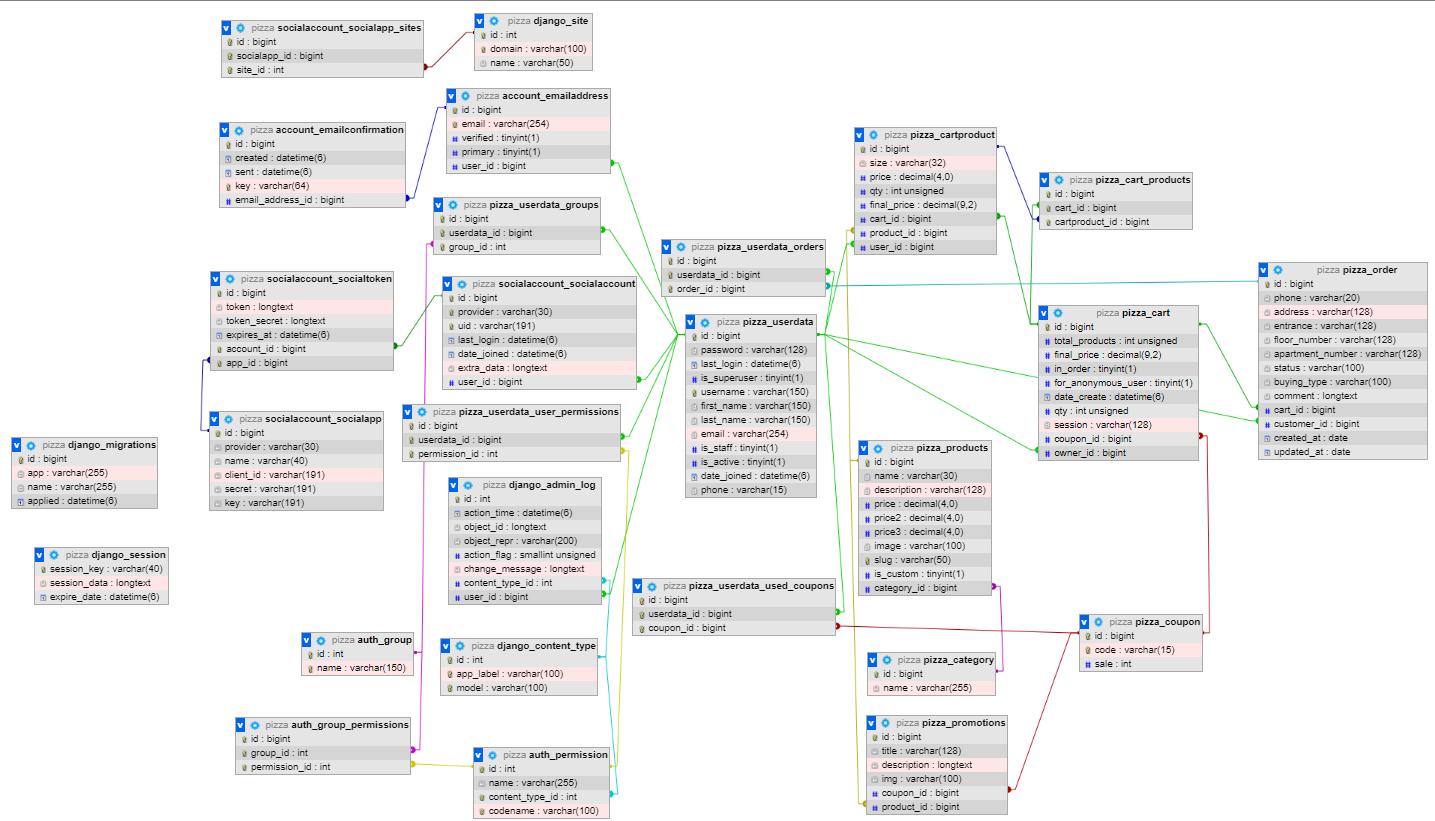 pizza socialaccount_socialapp_sites
id : bigint
socialapp_id : bigint
site_id : int
pizza django_site
id : int
domain : varchar(100)
name : varchar(50)
pizza account_emailaddress
id : bigint
email : varchar(254)
verified : tinyint(1)
primary : tinyint(1)
user_id : bigint
pizza account_emailconfirmation
id : bigint
created : datetime(6)
sent : datetime(6)
key : varchar(64)
email_address_id : bigint
pizza pizza_cartproduct
id : bigint
size : varchar(32)
price : decimal(4,0)
qty : int unsigned
final_price : decimal(9,2)
cart_id : bigint
product_id : bigint
user_id : bigint
pizza pizza_cart_products
id : bigint
cart_id : bigint
cartproduct_id : bigint
pizza pizza_userdata_groups
id : bigint
userdata_id : bigint
group_id : int
pizza pizza_userdata_orders
id : bigint
userdata_id : bigint
order_id : bigint
pizza pizza_order
id : bigint
phone : varchar(20)
address : varchar(128)
entrance : varchar(128)
floor_number : varchar(128)
apartment_number : varchar(128)
status : varchar(100)
buying_type : varchar(100)
comment : longtext
cart_id : bigint
customer_id : bigint
created_at : date
updated_at : date
pizza socialaccount_socialtoken
id : bigint
token : longtext
token_secret : longtext
expires_at : datetime(6)
account_id : bigint
app_id : bigint
pizza socialaccount_socialaccount
id : bigint
provider : varchar(30)
uid : varchar(191)
last_login : datetime(6)
date_joined : datetime(6)
extra_data : longtext
user_id : bigint
pizza pizza_cart
id : bigint
total_products : int unsigned
final_price : decimal(9,2)
in_order : tinyint(1)
for_anonymous_user : tinyint(1)
date_create : datetime(6)
qty : int unsigned
session : varchar(128)
coupon_id : bigint
owner_id : bigint
pizza pizza_userdata
id : bigint
password : varchar(128)
last_login : datetime(6)
is_superuser : tinyint(1)
username : varchar(150)
first_name : varchar(150)
last_name : varchar(150)
email : varchar(254)
is_staff : tinyint(1)
is_active : tinyint(1)
date_joined : datetime(6)
phone : varchar(15)
pizza pizza_userdata_user_permissions
id : bigint
userdata_id : bigint
permission_id : int
pizza socialaccount_socialapp
id : bigint
provider : varchar(30)
name : varchar(40)
client_id : varchar(191)
secret : varchar(191)
key : varchar(191)
pizza django_migrations
id : bigint
app : varchar(255)
name : varchar(255)
applied : datetime(6)
pizza pizza_products
id : bigint
name : varchar(30)
description : varchar(128)
price : decimal(4,0)
price2 : decimal(4,0)
price3 : decimal(4,0)
image : varchar(100)
slug : varchar(50)
is_custom : tinyint(1)
category_id : bigint
pizza django_admin_log
id : int
action_time : datetime(6)
object_id : longtext
object_repr : varchar(200)
action_flag : smallint unsigned
change_message : longtext
content_type_id : int
user_id : bigint
pizza django_session
session_key : varchar(40)
session_data : longtext
expire_date : datetime(6)
pizza pizza_userdata_used_coupons
id : bigint
userdata_id : bigint
coupon_id : bigint
pizza pizza_coupon
id : bigint
code : varchar(15)
sale : int
pizza auth_group
id : int
name : varchar(150)
pizza django_content_type
id : int
app_label : varchar(100)
model : varchar(100)
pizza pizza_category
id : bigint
name : varchar(255)
pizza auth_group_permissions
id : bigint
group_id : int
permission_id : int
pizza pizza_promotions
id : bigint
title : varchar(128)
description : longtext
img : varchar(100)
coupon_id : bigint
product_id : bigint
pizza auth_permission
id : int
name : varchar(255)
content_type_id : int
codename : varchar(100)